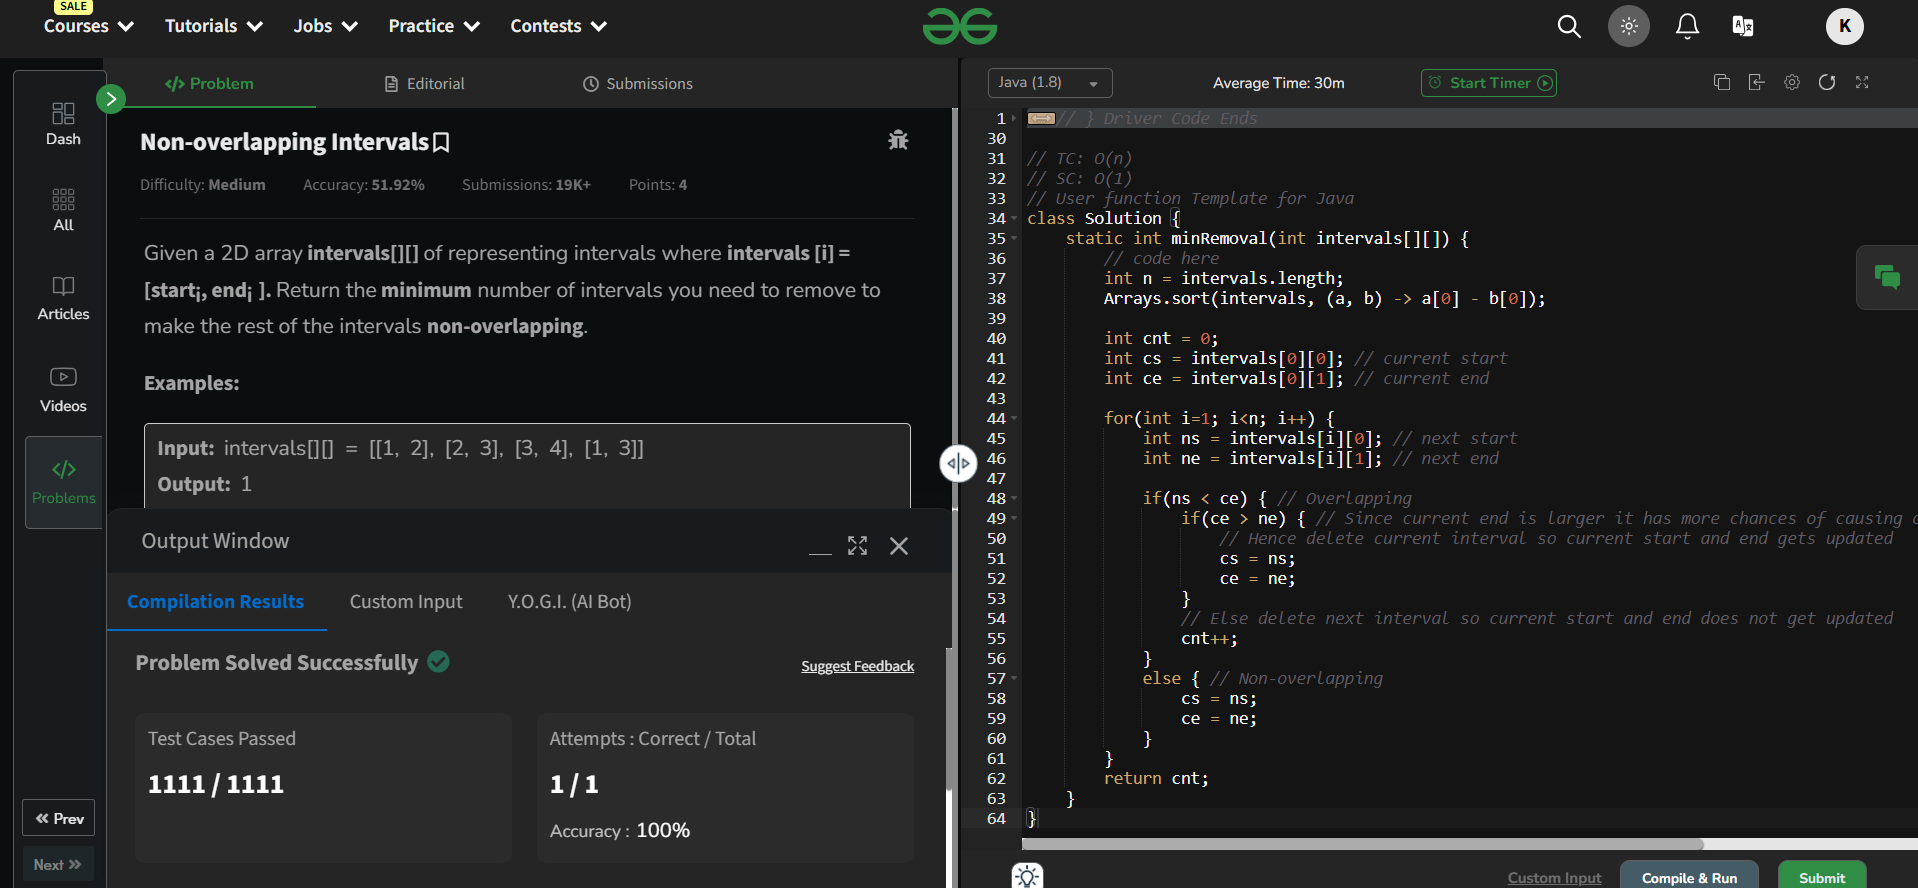 SALE
Courses Tutorials Jobs Practice Contests K
</> Problem Editorial Submissions
Java (1.8) Average Time: 30m Start Timer
Dash
All
Articles
Videos
</>
Problems
Prev
Next
Non-overlapping Intervals
Difficulty: Medium Accuracy: 51.92% Submissions: 19K+ Points: 4
Given a 2D array intervals[][] of representing intervals where intervals [i] =
[startᵢ, endᵢ ]. Return the minimum number of intervals you need to remove to
make the rest of the intervals non-overlapping.
Examples:
Input: intervals[][] = [[1, 2], [2, 3], [3, 4], [1, 3]]
Output: 1
Output Window
Compilation Results Custom Input Y.O.G.I. (AI Bot)
Problem Solved Successfully
Suggest Feedback
Test Cases Passed
1111 / 1111
Attempts : Correct / Total
1 / 1
Accuracy : 100%
1 // } Driver Code Ends
30
31 // TC: O(n)
32 // SC: O(1)
33 // User function Template for Java
34 class Solution {
35 static int minRemoval(int intervals[][]) {
36 // code here
37 int n = intervals.length;
38 Arrays.sort(intervals, (a, b) -> a[0] - b[0]);
39
40 int cnt = 0;
41 int cs = intervals[0][0]; // current start
42 int ce = intervals[0][1]; // current end
43
44 for(int i=1; i<n; i++) {
45 int ns = intervals[i][0]; // next start
46 int ne = intervals[i][1]; // next end
47
48 if(ns < ce) { // Overlapping
49 if(ce > ne) { // Since current end is larger it has more chances of causing
50 // Hence delete current interval so current start and end gets updated
51 cs = ns;
52 ce = ne;
53 }
54 // Else delete next interval so current start and end does not get updated
55 cnt++;
56 }
57 else { // Non-overlapping
58 cs = ns;
59 ce = ne;
60 }
61 }
62 return cnt;
63 }
64 }
Custom Input Compile & Run Submit